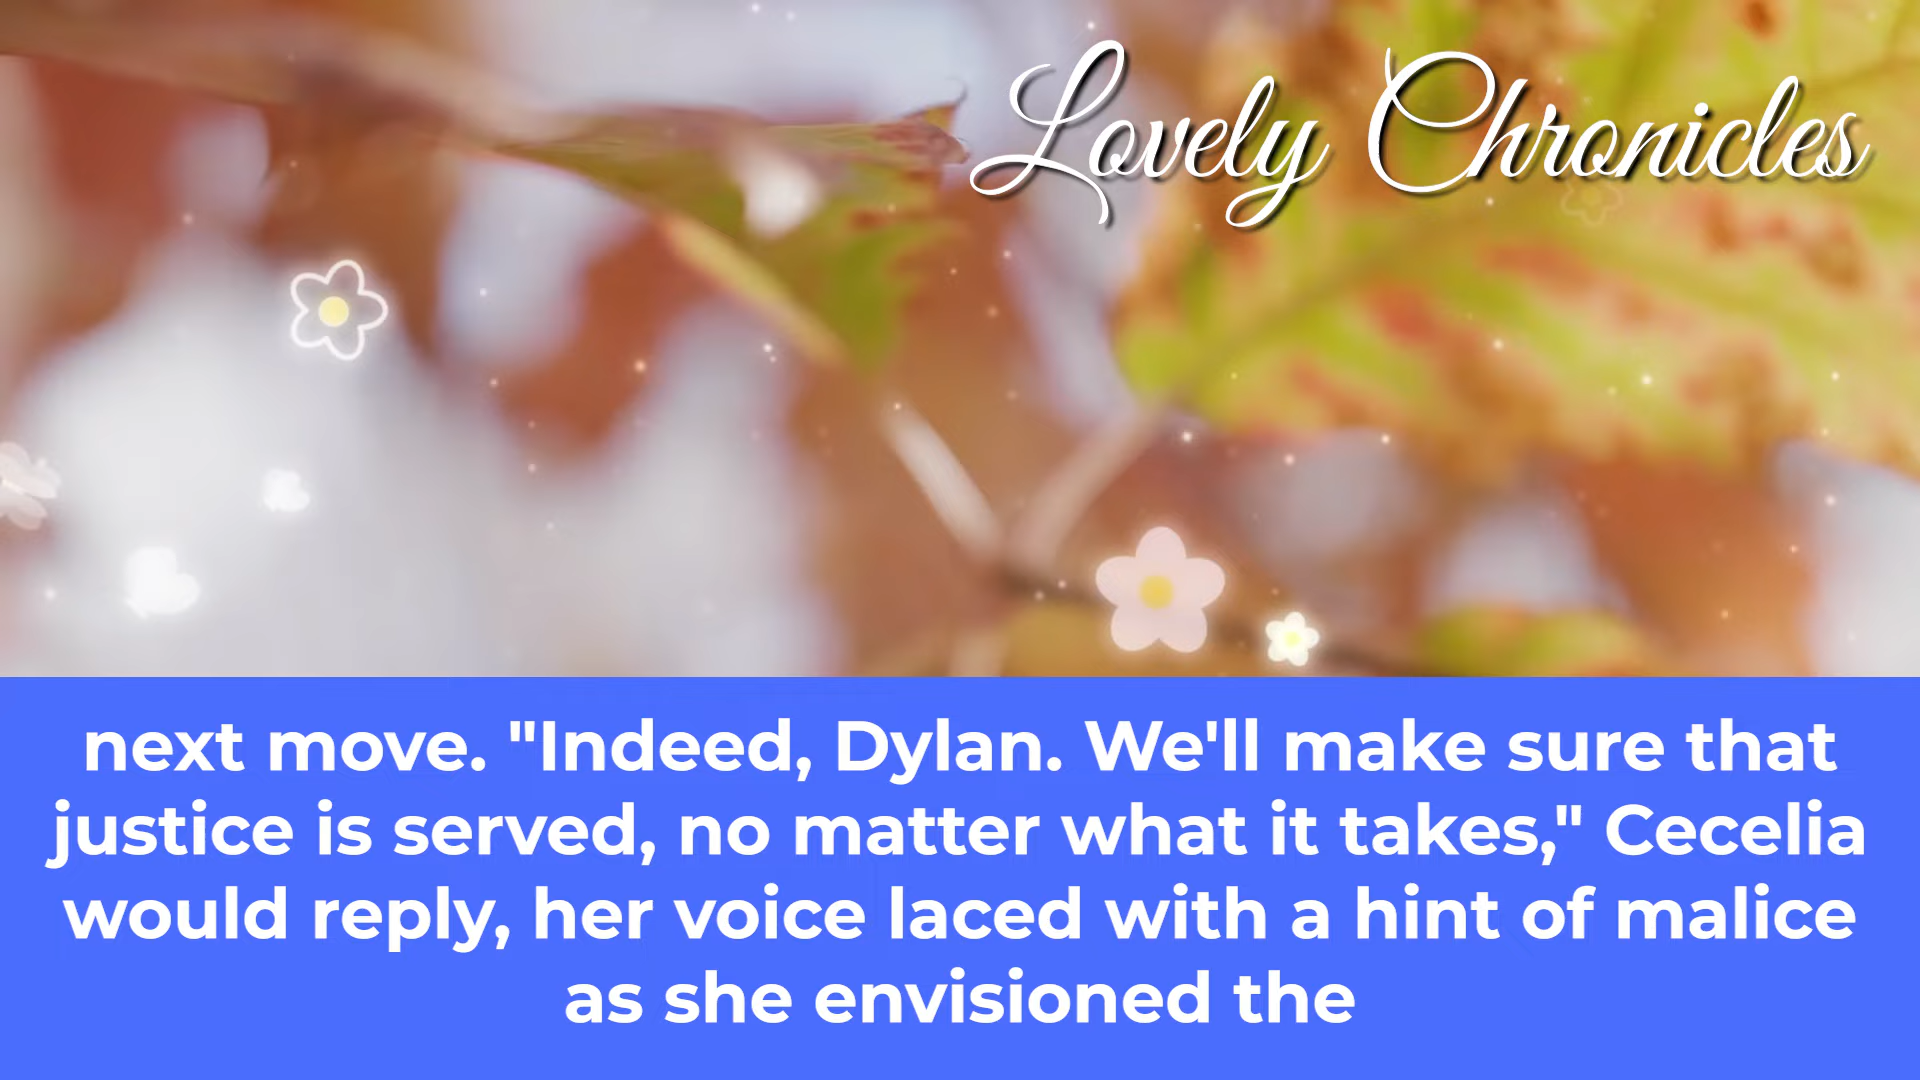 Lovely Chronicles
next move. "Indeed, Dylan. We'll make sure that
justice is served, no matter what it takes," Cecelia
would reply, her voice laced with a hint of malice
as she envisioned the